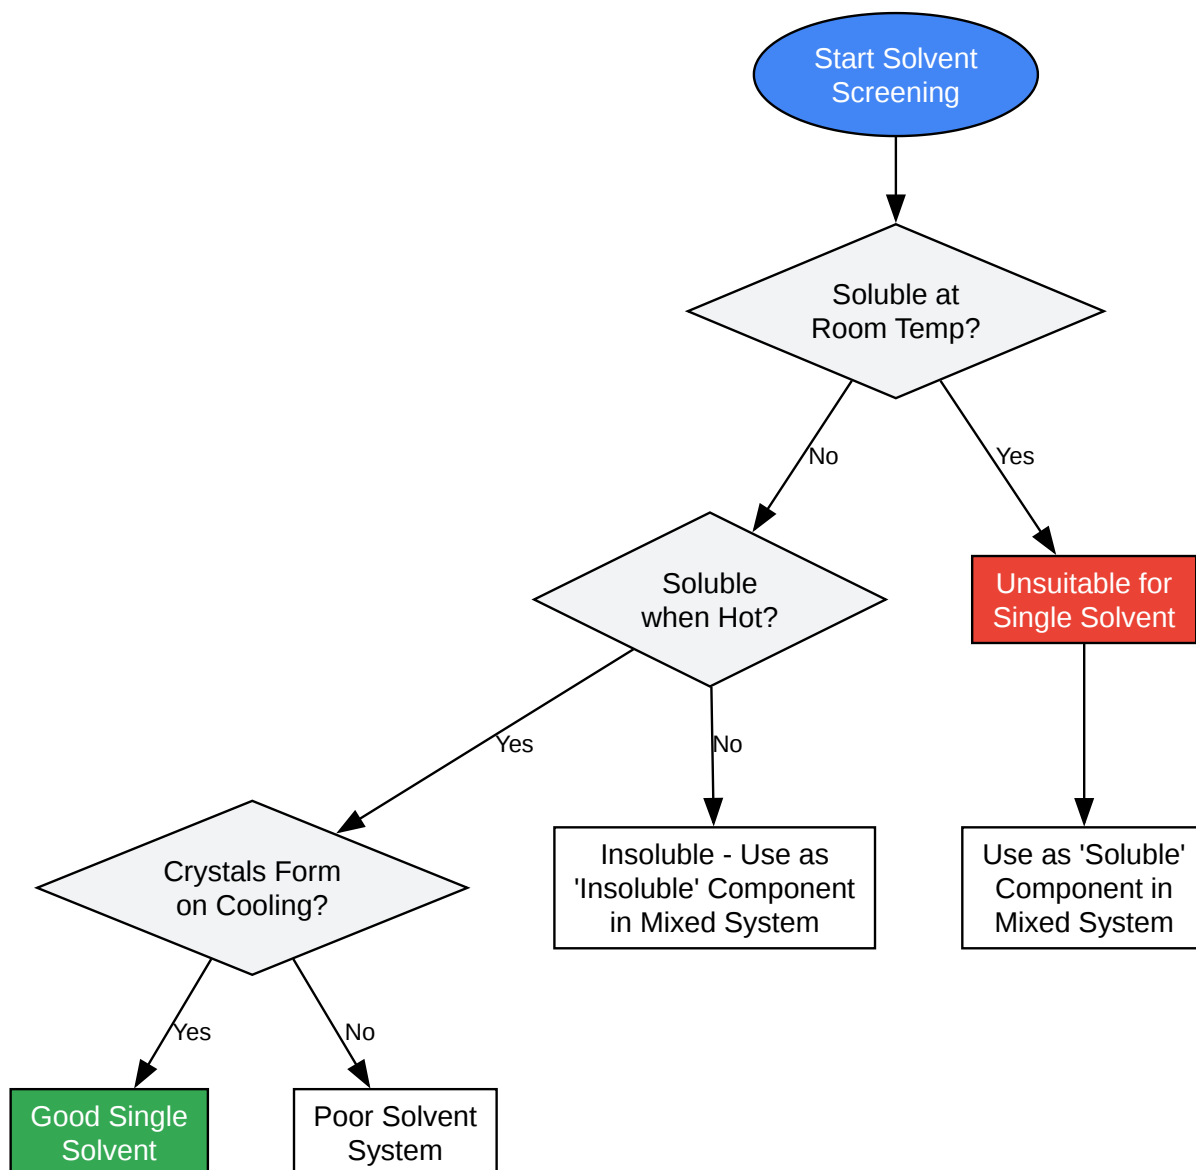 Start Solvent
Screening
Soluble at
Room Temp?
No
Yes
Soluble
when Hot?
Unsuitable for
Single Solvent
Yes
No
Crystals Form
on Cooling?
Insoluble - Use as
'Insoluble' Component
in Mixed System
Use as 'Soluble'
Component in
Mixed System
Yes
No
Good Single
Solvent
Poor Solvent
System